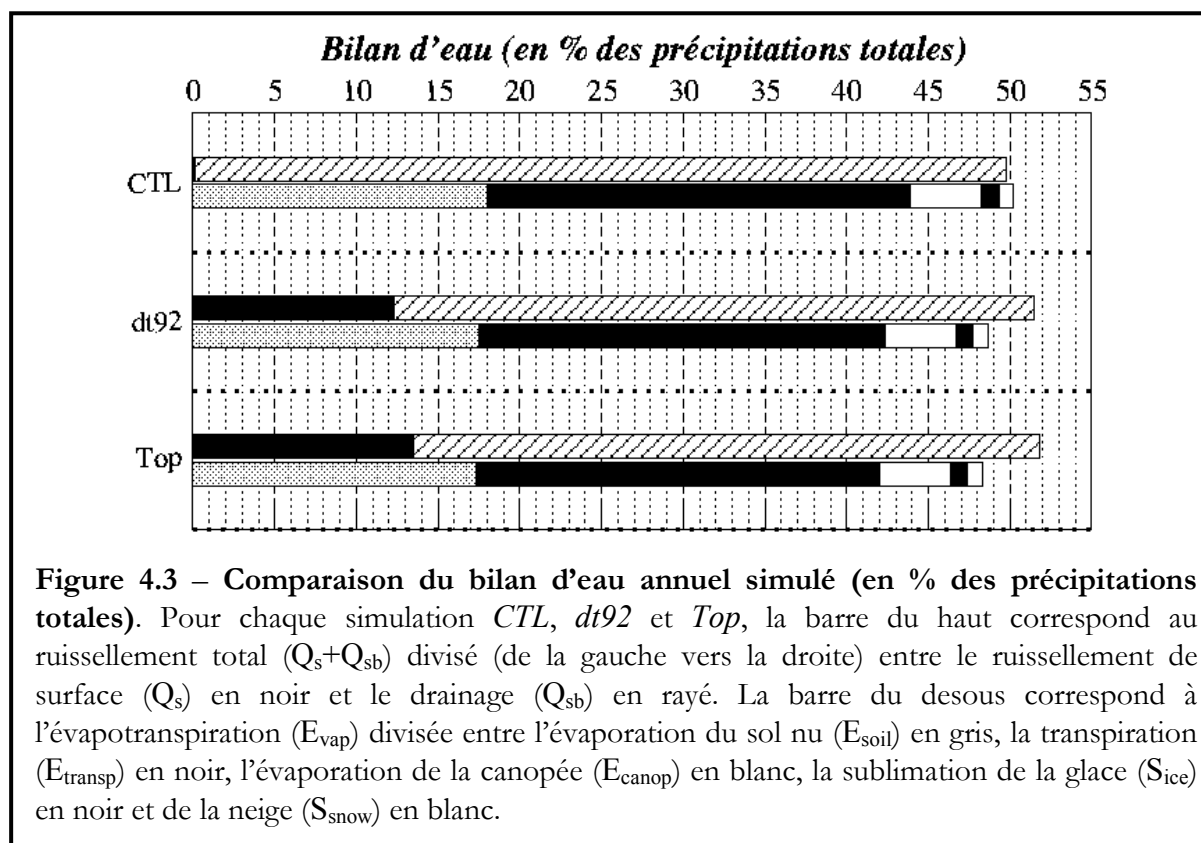 Bilan d'eau (en % des précipitations totales)
0 5 10 15 20 25 30 35 40 45 50 55
CTL
dt92
Top
Figure 4.3 – Comparaison du bilan d'eau annuel simulé (en % des précipitations
totales). Pour chaque simulation CTL, dt92 et Top, la barre du haut correspond au
ruissellement total (Qs+Qsb) divisé (de la gauche vers la droite) entre le ruissellement de
surface (Qs) en noir et le drainage (Qsb) en rayé. La barre du desous correspond à
l'évapotranspiration (Evap) divisée entre l'évaporation du sol nu (Esoil) en gris, la transpiration
(Etransp) en noir, l'évaporation de la canopée (Ecanop) en blanc, la sublimation de la glace (Sice)
en noir et de la neige (Ssnow) en blanc.